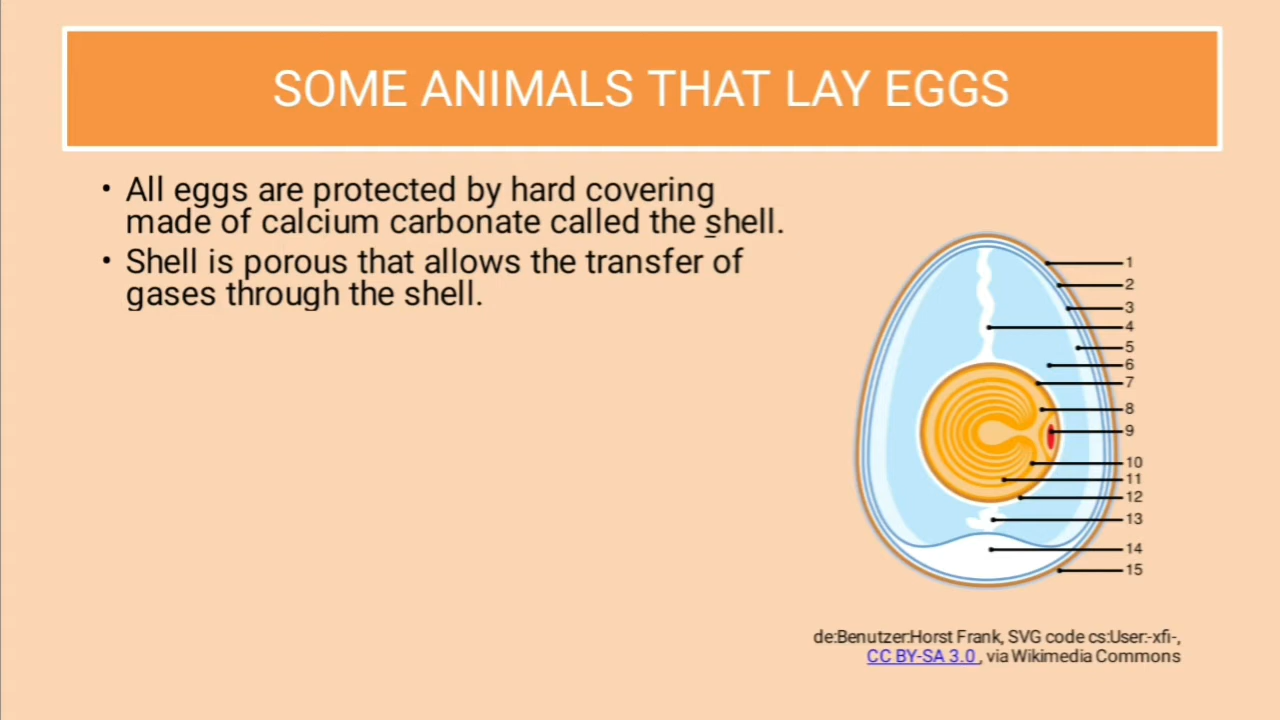 SOME ANIMALS THAT LAY EGGS
• All eggs are protected by hard covering
made of calcium carbonate called the shell.
• Shell is porous that allows the transfer of
gases through the shell.
1
2
3
4
5
6
7
8
9
10
11
12
13
14
15
de:Benutzer:Horst Frank, SVG code cs:User:-xfi-,
CC BY-SA 3.0 , via Wikimedia Commons